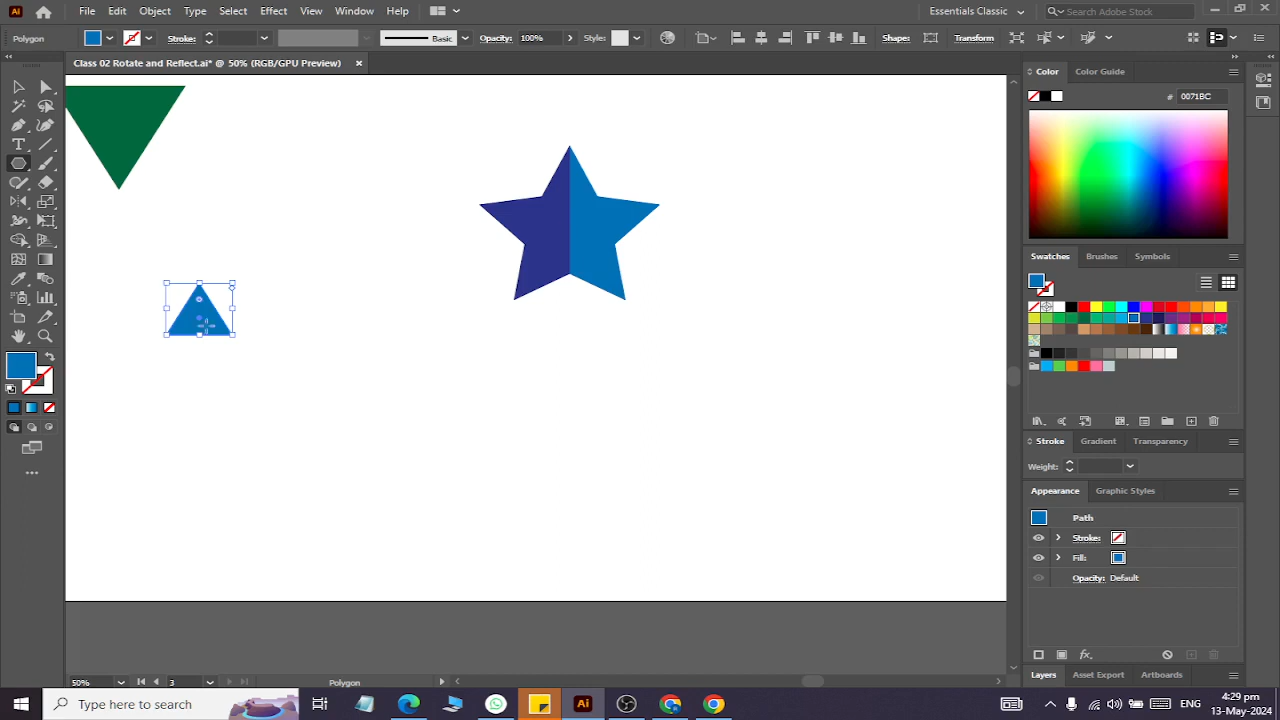 File Edit Object Type Select Effect View Window Help
Essentials Classic
Search Adobe Stock
Polygon
Stroke:
Basic
Opacity: 100%
Style:
Shape:
Transform
Class 02 Rotate and Reflect.ai* @ 50% (RGB/GPU Preview)
Color Color Guide
# 0071BC
Swatches Brushes Symbols
Stroke Gradient Transparency
Weight:
Appearance Graphic Styles
Path
Stroke:
Fill:
Opacity: Default
Layers Asset Export Artboards
50%
3
Polygon
Type here to search
4:29 pm
13-May-2024